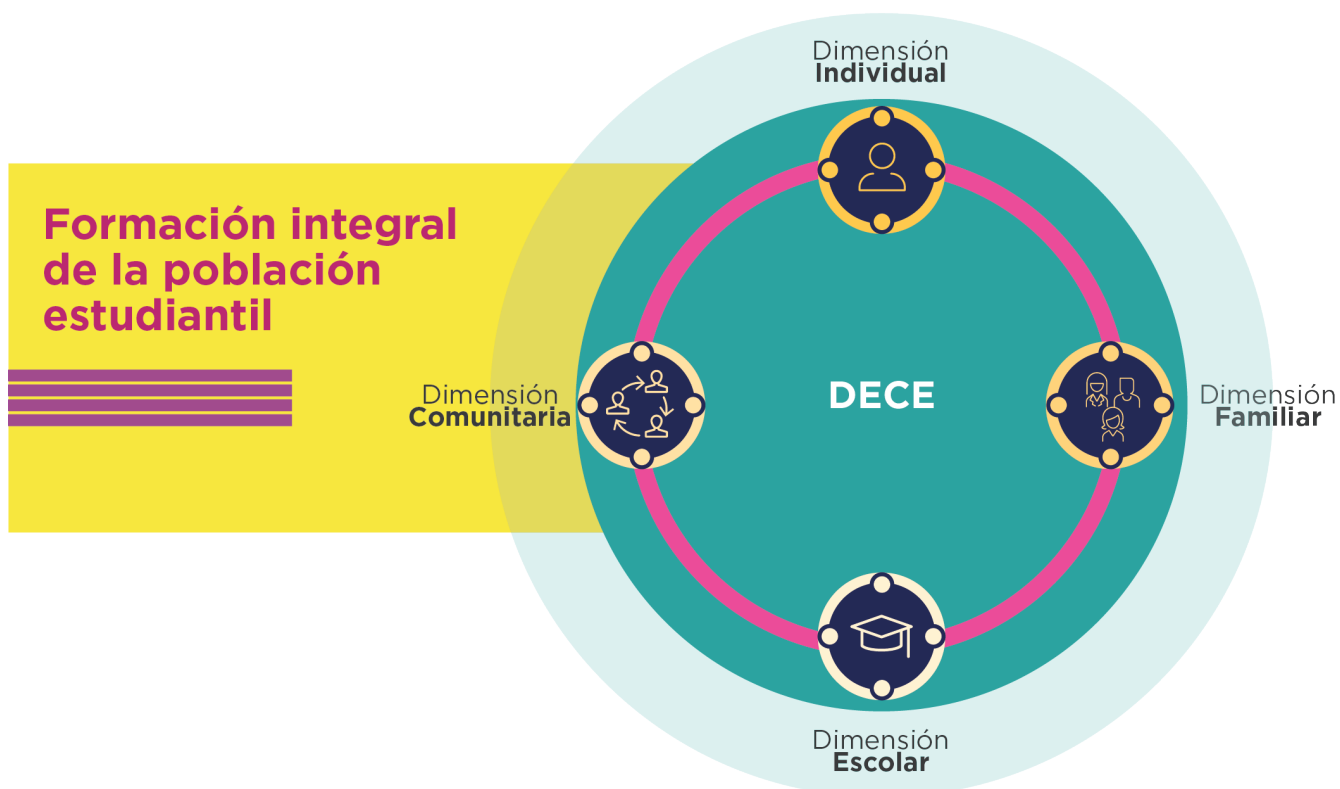 Formación integral
de la población
estudiantil
Dimensión
Individual
Dimensión
Comunitaria
DECE
Dimensión
Familiar
Dimensión
Escolar